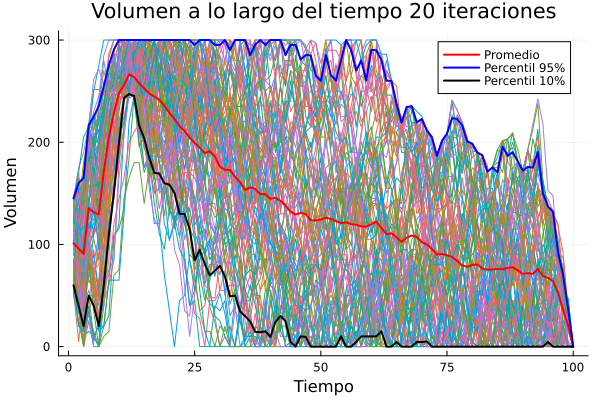 Volumen a lo largo del tiempo 20 iteraciones
300
Promedio
Percentil 95%
Percentil 10%
200
Volumen
100
0
0 25 50 75 100
Tiempo